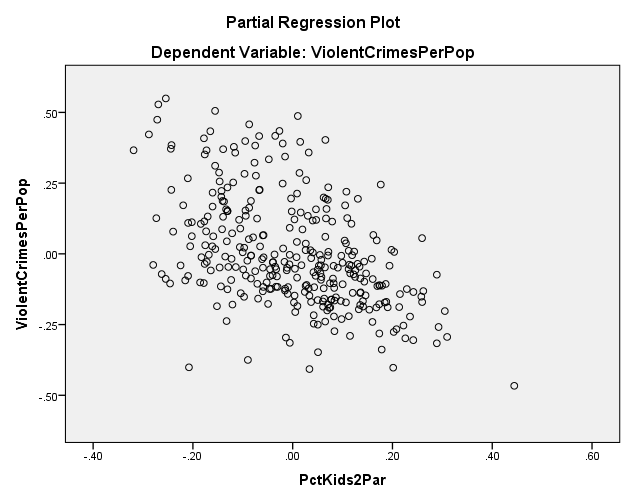 Partial Regression Plot
Dependent Variable: ViolentCrimesPerPop
ViolentCrimesPerPop
.50
.25
.00
-.25
-.50
-.40
-.20
.00
.20
.40
.60
PctKids2Par